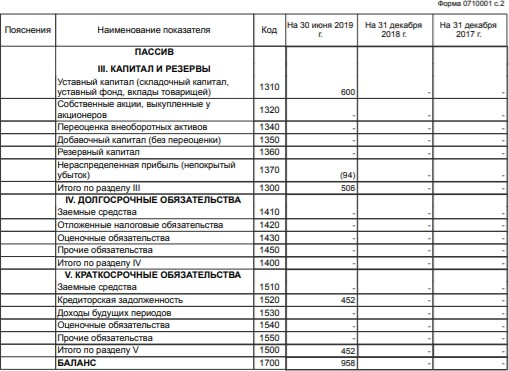 Форма 0710001 с.2
Пояснения Наименование показателя Код На 30 июня 2019 г. На 31 декабря 2018 г. На 31 декабря 2017 г.
ПАССИВ
III. КАПИТАЛ И РЕЗЕРВЫ
Уставный капитал (складочный капитал,
уставный фонд, вклады товарищей) 1310 600 - -
Собственные акции, выкупленные у
акционеров 1320 - - -
Переоценка внеоборотных активов 1340 - - -
Добавочный капитал (без переоценки) 1350 - - -
Резервный капитал 1360 - - -
Нераспределенная прибыль (непокрытый
убыток) 1370 (94) - -
Итого по разделу III 1300 506 - -
IV. ДОЛГОСРОЧНЫЕ ОБЯЗАТЕЛЬСТВА
Заемные средства 1410 - - -
Отложенные налоговые обязательства 1420 - - -
Оценочные обязательства 1430 - - -
Прочие обязательства 1450 - - -
Итого по разделу IV 1400 - - -
V. КРАТКОСРОЧНЫЕ ОБЯЗАТЕЛЬСТВА
Заемные средства 1510 - - -
Кредиторская задолженность 1520 452 - -
Доходы будущих периодов 1530 - - -
Оценочные обязательства 1540 - - -
Прочие обязательства 1550 - - -
Итого по разделу V 1500 452 - -
БАЛАНС 1700 958 - -